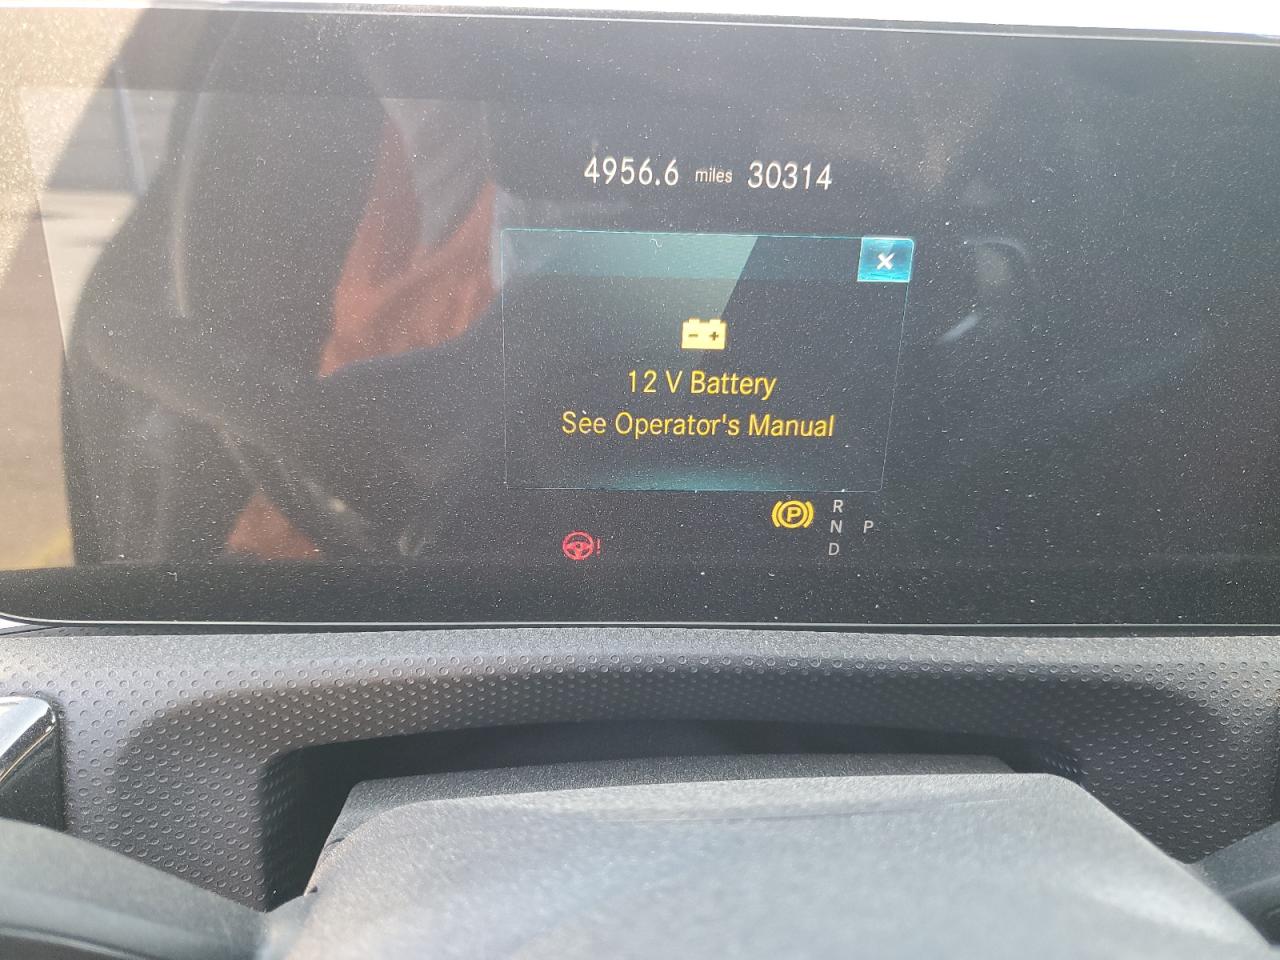 4956.6 miles 30314
X
- +
12 V Battery
See Operator's Manual
P
R
N P
D
!